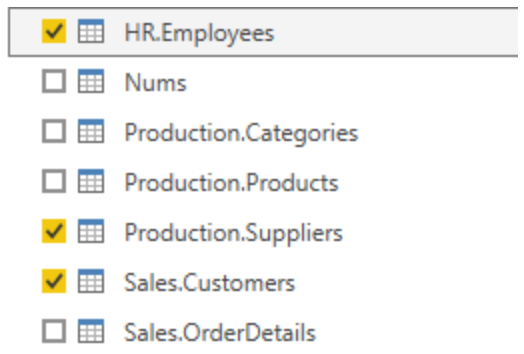 HR.Employees
Nums
Production.Categories
Production.Products
Production.Suppliers
Sales.Customers
Sales.OrderDetails